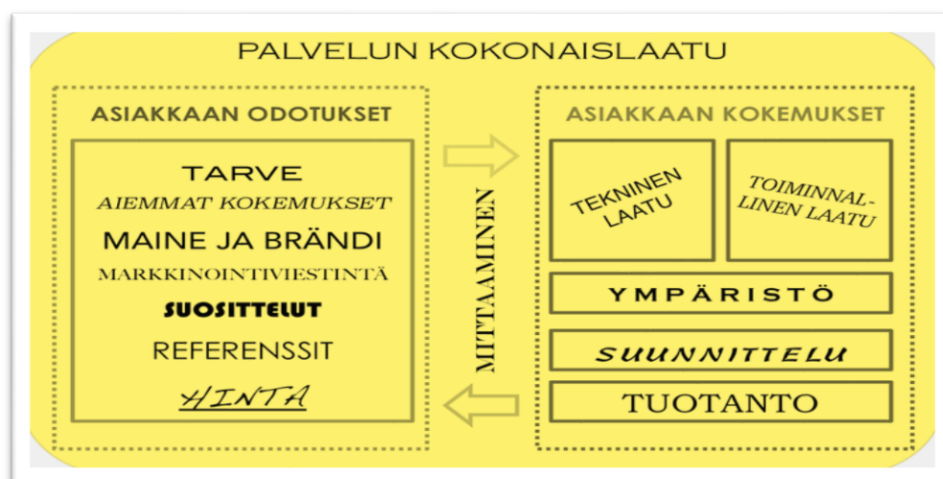 PALVELUN KOKONAISLAATU
ASIAKKAAN ODOTUKSET
TARVE
AIEMMAT KOKEMUKSET
MAINE JA BRÄNDI
MARKKINOINTIVIESTINTÄ
SUOSITTELUT
REFERENSSIT
HINTA
MITTAAMINEN
ASIAKKAAN KOKEMUKSET
TEKNINEN
LAATU
TOIMINNAL-
LINEN LAATU
YMPÄRISTÖ
SUUNNITTELU
TUOTANTO